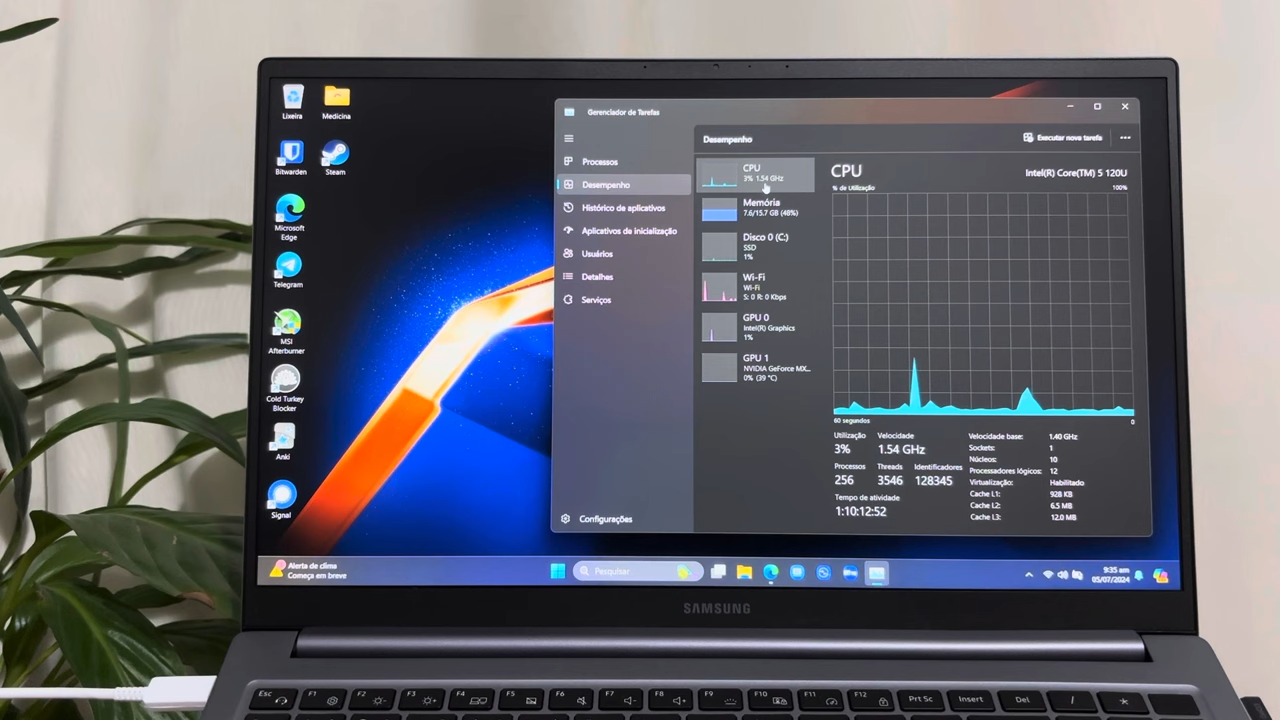 Lixeira
Medicina
Bitwarden
Steam
Microsoft
Edge
Telegram
MSI
Afterburner
Cold Turkey
Blocker
Anki
Signal
Gerenciador de Tarefas
Processos
Desempenho
Histórico de aplicativos
Aplicativos de inicialização
Usuários
Detalhes
Serviços
Configurações
Desempenho
Executar nova tarefa
CPU
3% 1.54 GHz
Memória
7.6/15.7 GB (48%)
Disco 0 (C:)
SSD
1%
Wi-Fi
Wi-Fi
S: 0 R: 0 Kbps
GPU 0
Intel(R) Graphics
1%
GPU 1
NVIDIA GeForce MX...
0% (39 °C)
CPU
Intel(R) Core(TM) 5 120U
% de Utilização
100%
60 segundos
0
Utilização
Velocidade
3%
1.54 GHz
Processos
Threads
Identificadores
256
3546
128345
Tempo de atividade
1:10:12:52
Velocidade base:
1.40 GHz
Sockets:
1
Núcleos:
10
Processadores lógicos:
12
Virtualização:
Habilitado
Cache L1:
928 KB
Cache L2:
6.5 MB
Cache L3:
12.0 MB
Alerta de clima
Começa em breve
Pesquisar
9:35 am
05/07/2024
SAMSUNG
Esc
F1
F2
F3
F4
F5
F6
F7
F8
F9
F10
F11
F12
Prt Sc
Insert
Del
/
*
-